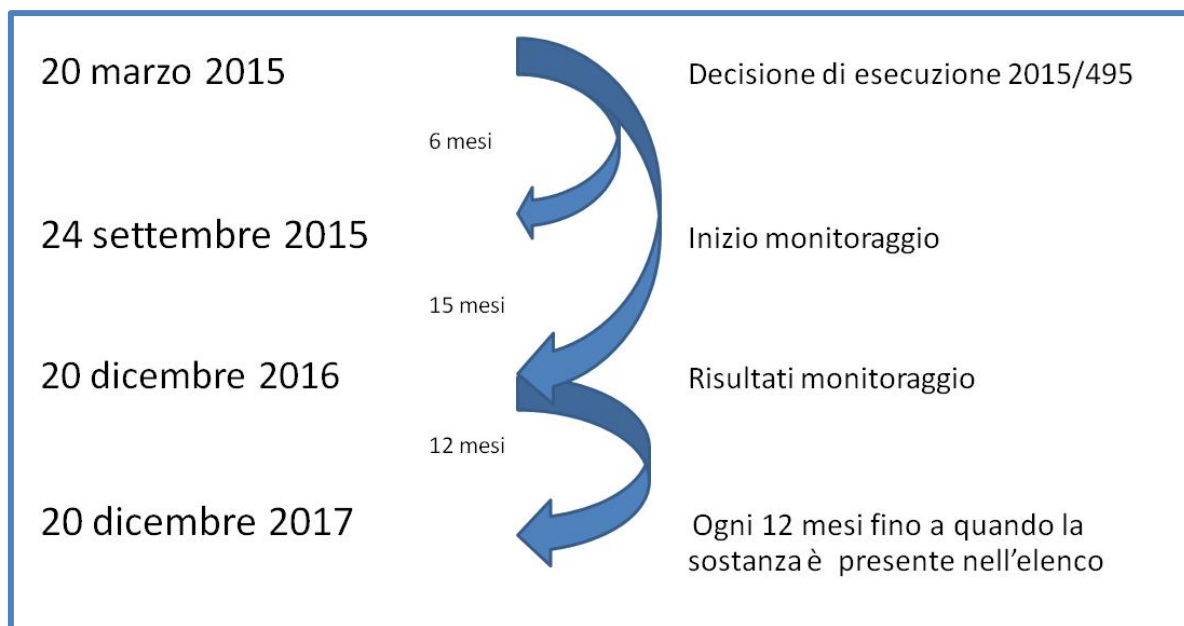 20 marzo 2015
Decisione di esecuzione 2015/495
6 mesi
24 settembre 2015
Inizio monitoraggio
15 mesi
20 dicembre 2016
Risultati monitoraggio
12 mesi
20 dicembre 2017
Ogni 12 mesi fino a quando la
sostanza è presente nell'elenco